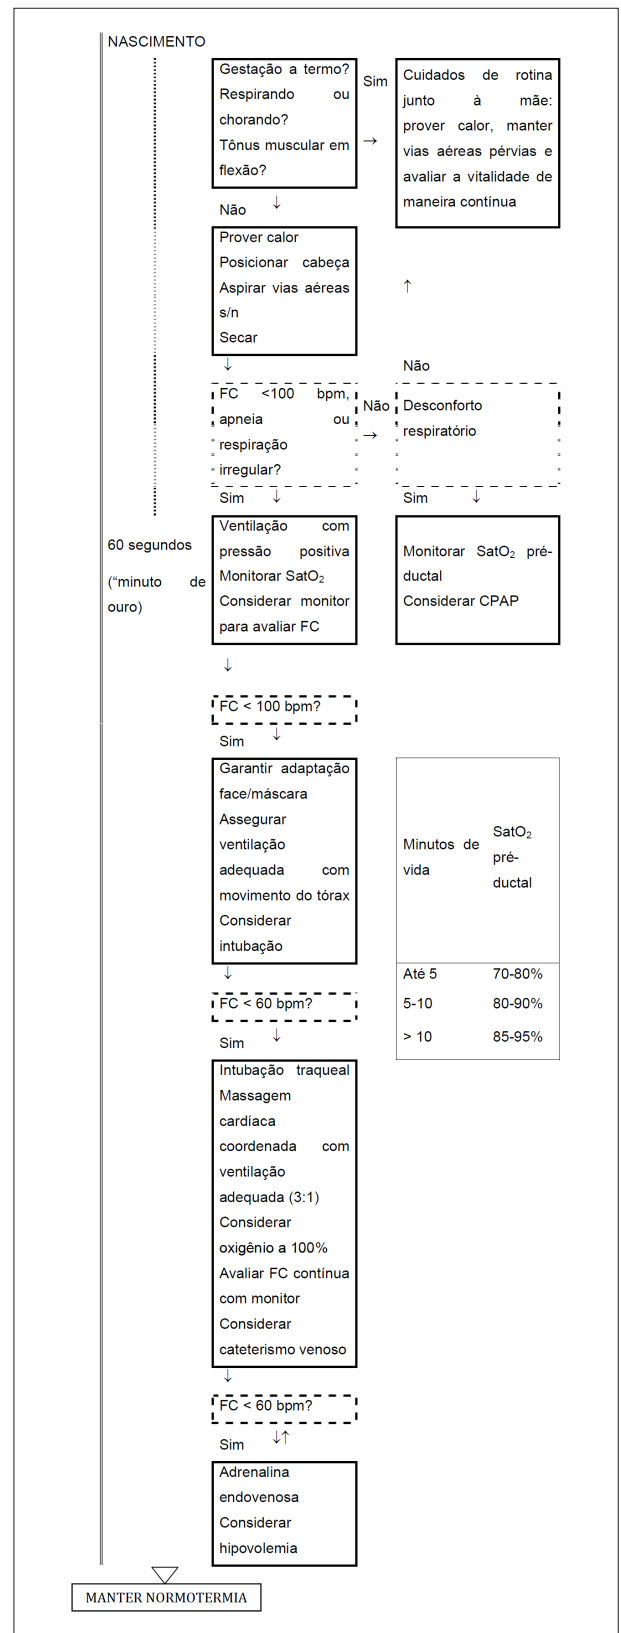 NASCIMENTO
Gestação a termo?
Respirando ou
chorando?
Tônus muscular em
flexão?
Sim
→
Cuidados de rotina
junto à mãe:
prover calor, manter
vias aéreas pérvias e
avaliar a vitalidade de
maneira contínua
Não ↓
Prover calor
Posicionar cabeça
Aspirar vias aéreas
s/n
Secar
↑
↓
Não
FC <100 bpm,
apneia ou
respiração
irregular?
Não
→
Desconforto
respiratório
Sim ↓
Sim ↓
60 segundos
(“minuto de
ouro)
Ventilação com
pressão positiva
Monitorar SatO₂
Considerar monitor
para avaliar FC
Monitorar SatO₂ pré-
ductal
Considerar CPAP
↓
FC < 100 bpm?
Sim ↓
Garantir adaptação
face/máscara
Assegurar
ventilação
adequada com
movimento do tórax
Considerar
intubação
Minutos de
vida
SatO₂
pré-
ductal
Até 5 70-80%
5-10 80-90%
> 10 85-95%
↓
FC < 60 bpm?
Sim ↓
Intubação traqueal
Massagem
cardíaca
coordenada com
ventilação
adequada (3:1)
Considerar
oxigênio a 100%
Avaliar FC contínua
com monitor
Considerar
cateterismo venoso
↓
FC < 60 bpm?
Sim ↓↑
Adrenalina
endovenosa
Considerar
hipovolemia
MANTER NORMOTERMIA